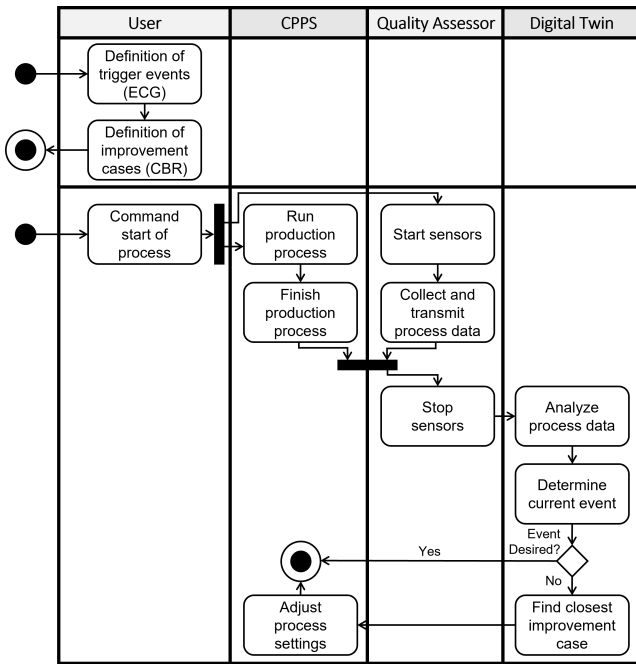 User
CPPS
Quality Assessor
Digital Twin
Definition of
trigger events
(ECG)
Definition of
improvement
cases (CBR)
Command
start of
process
Run
production
process
Start sensors
Finish
production
process
Collect and
transmit
process data
Stop
sensors
Analyze
process data
Determine
current event
Event
Desired?
Yes
No
Adjust
process
settings
Find closest
improvement
case